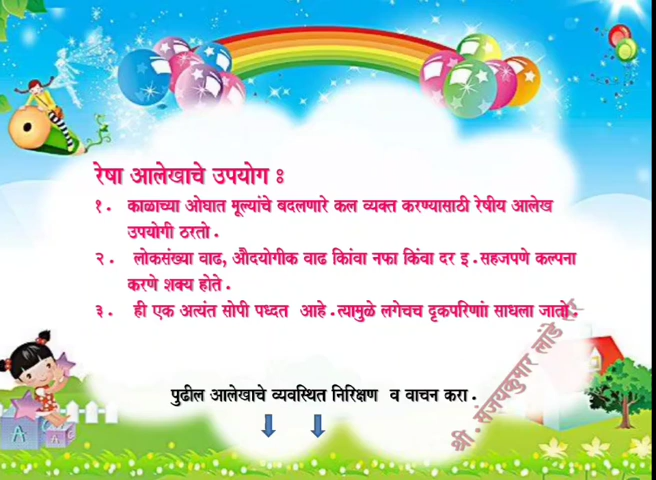 रेषा आलेखाचे उपयोग :
१. काळाच्या ओघात मूल्यांचे बदलणारे कल व्यक्त करण्यासाठी रेषीय आलेख
उपयोगी ठरतो.
२. लोकसंख्या वाढ, औदयोगीक वाढ किांवा नफा किंवा दर इ.सहजपणे कल्पना
करणे शक्य होते.
३. ही एक अत्यंत सोपी पध्दत आहे.त्यामुळे लगेचच दृकपरिणाां साधला जातो.
पुढील आलेखाचे व्यवस्थित निरिक्षण व वाचन करा.
श्री.संजयकुमार लांडे
A A